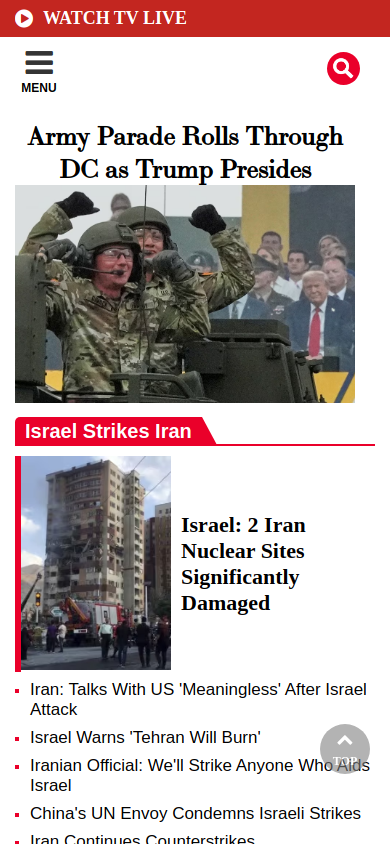 WATCH TV LIVE
MENU
Army Parade Rolls Through
DC as Trump Presides
Israel Strikes Iran
Israel: 2 Iran
Nuclear Sites
Significantly
Damaged
Iran: Talks With US 'Meaningless' After Israel
Attack
Israel Warns 'Tehran Will Burn'
Iranian Official: We'll Strike Anyone Who Aids
Israel
TOP
China's UN Envoy Condemns Israeli Strikes
Iran Continues Counterstrikes